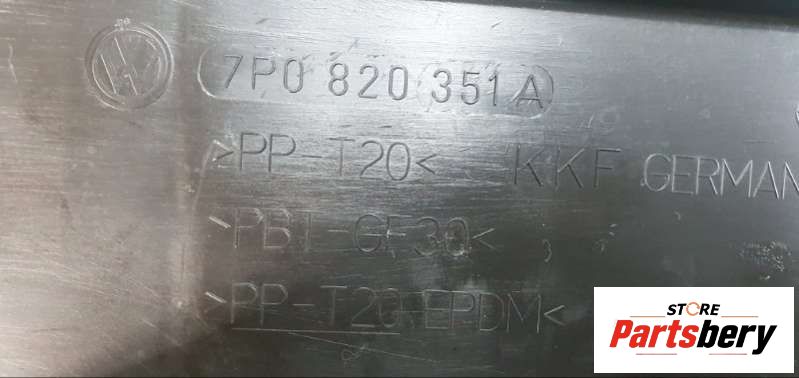 7P0 820 351 A
>PP-T20< KKF GERMAN
>PBT-GF30<
>PP-T20 EPDM<
STORE
Partsbery